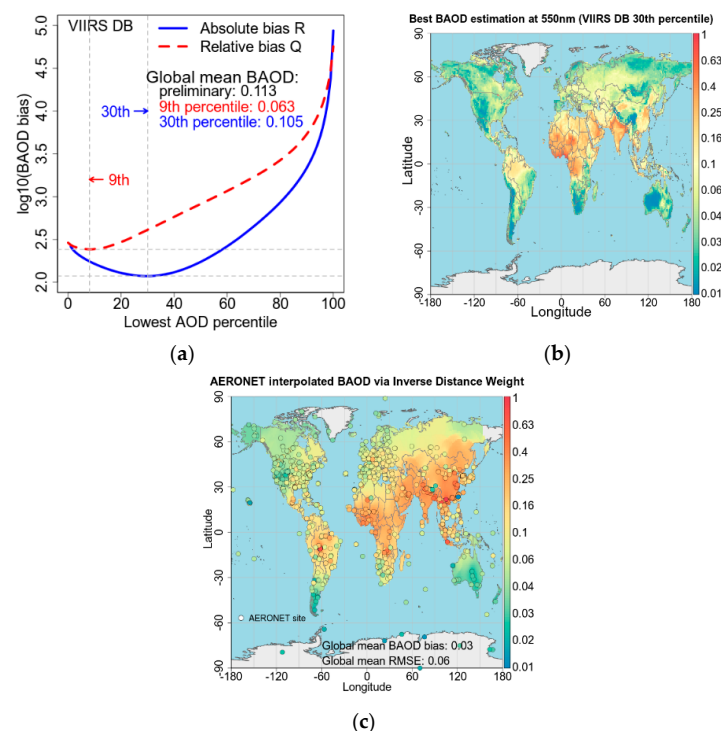 VIIRS DB
Absolute bias R
Relative bias Q
Global mean BAOD:
preliminary: 0.113
30th
9th percentile: 0.063
30th percentile: 0.105
9th
log10(BAOD bias)
5.0
4.5
4.0
3.5
3.0
2.5
2.0
0 20 40 60 80 100
Lowest AOD percentile
(a)
Best BAOD estimation at 550nm (VIIRS DB 30th percentile)
Latitude
90
60
30
0
-30
-60
-90
-180 -120 -60 0 60 120 180
Longitude
1
0.63
0.4
0.25
0.16
0.1
0.06
0.04
0.03
0.02
0.01
(b)
AERONET interpolated BAOD via Inverse Distance Weight
Latitude
90
60
30
0
-30
-60
-90
AERONET site
Global mean BAOD bias: 0.03
Global mean RMSE: 0.06
-180 -120 -60 0 60 120 180
Longitude
1
0.63
0.4
0.25
0.16
0.1
0.06
0.04
0.03
0.02
0.01
(c)